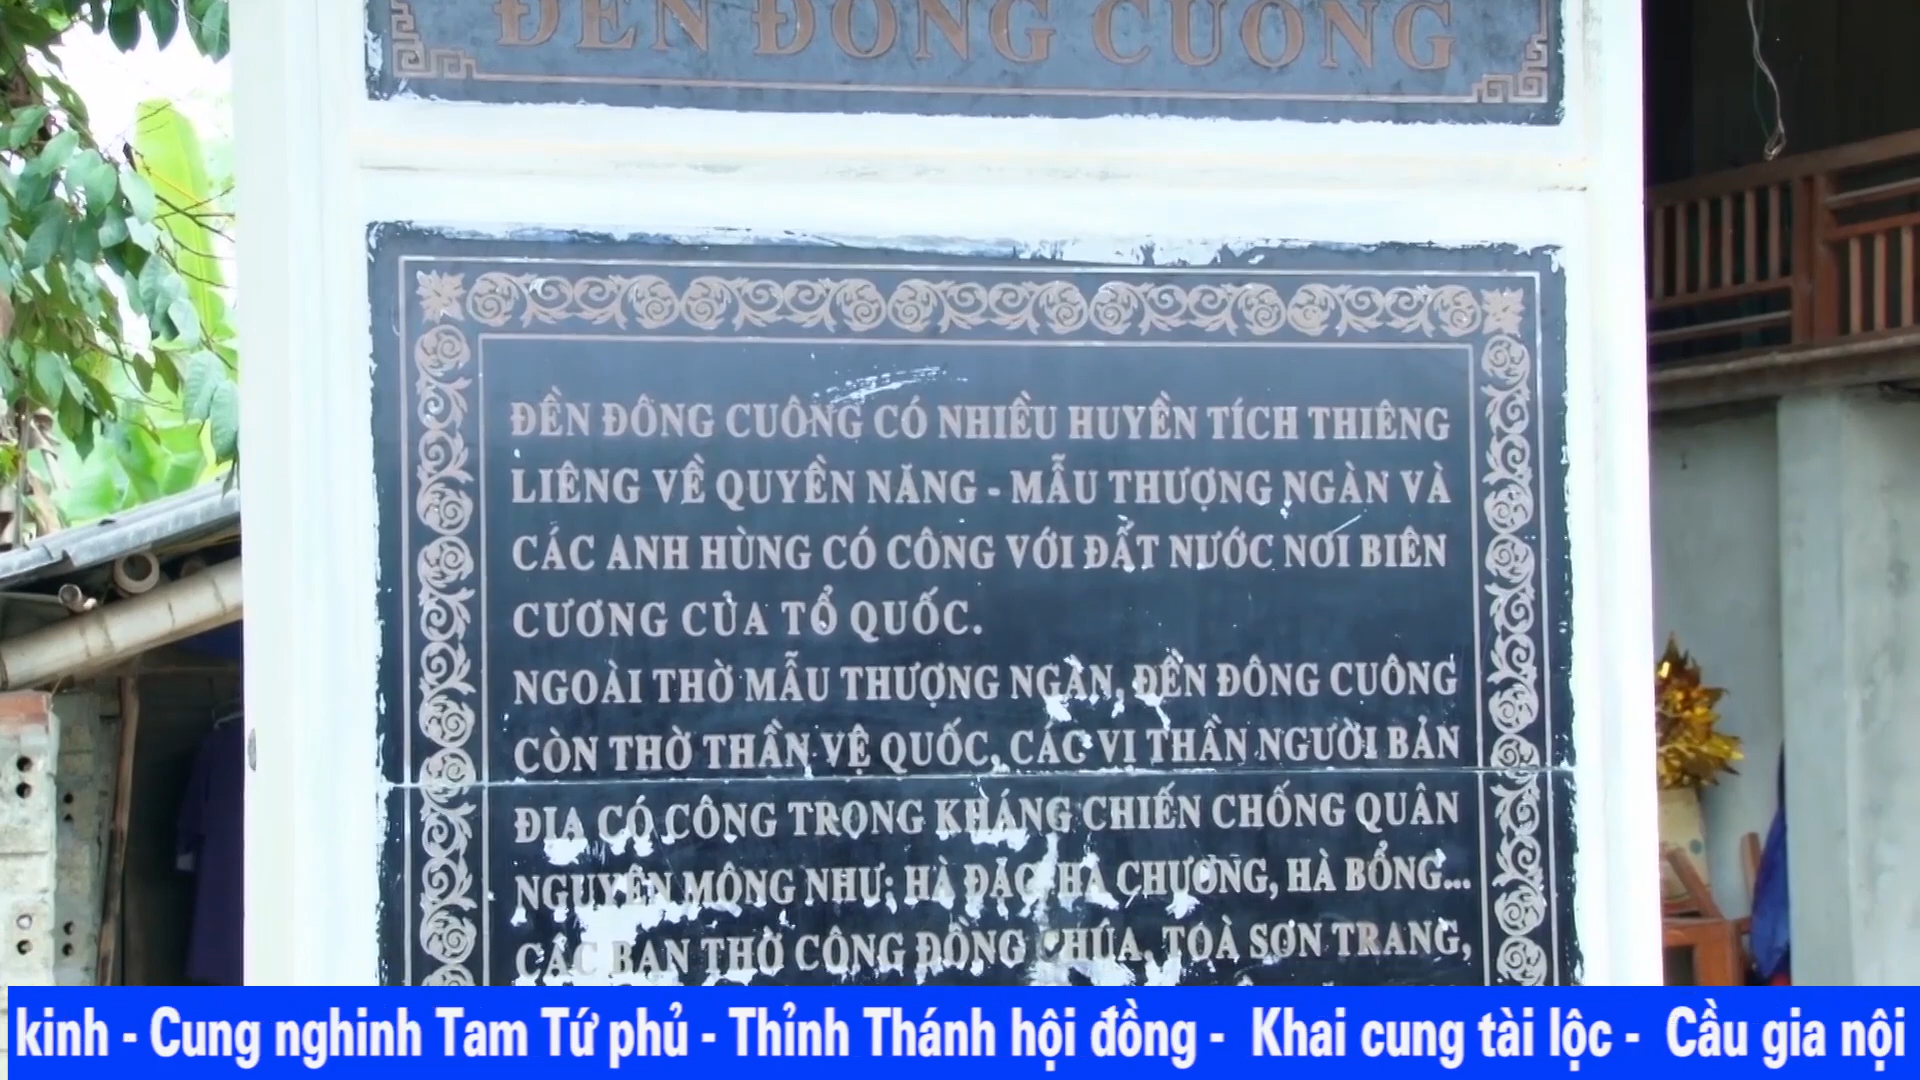 ĐỀN ĐÔNG CUÔNG
ĐỀN ĐÔNG CUÔNG CÓ NHIỀU HUYỀN TÍCH THIÊNG
LIÊNG VỀ QUYỀN NĂNG - MẪU THƯỢNG NGÀN VÀ
CÁC ANH HÙNG CÓ CÔNG VỚI ĐẤT NƯỚC NƠI BIÊN
CƯƠNG CỦA TỔ QUỐC.
NGOÀI THỜ MẪU THƯỢNG NGÀN, ĐỀN ĐÔNG CUÔNG
CÒN THỜ THẦN VỆ QUỐC, CÁC VỊ THẦN NGƯỜI BẢN
ĐỊA CÓ CÔNG TRONG KHÁNG CHIẾN CHỐNG QUÂN
NGUYÊN MÔNG NHƯ: HÀ ĐẶC, HÀ CHƯƠNG, HÀ BỔNG...
CÁC BAN THỜ CÔNG ĐỒNG CHÚA, TOÀ SƠN TRANG,
kinh - Cung nghinh Tam Tứ phủ - Thỉnh Thánh hội đồng - Khai cung tài lộc - Cầu gia nội